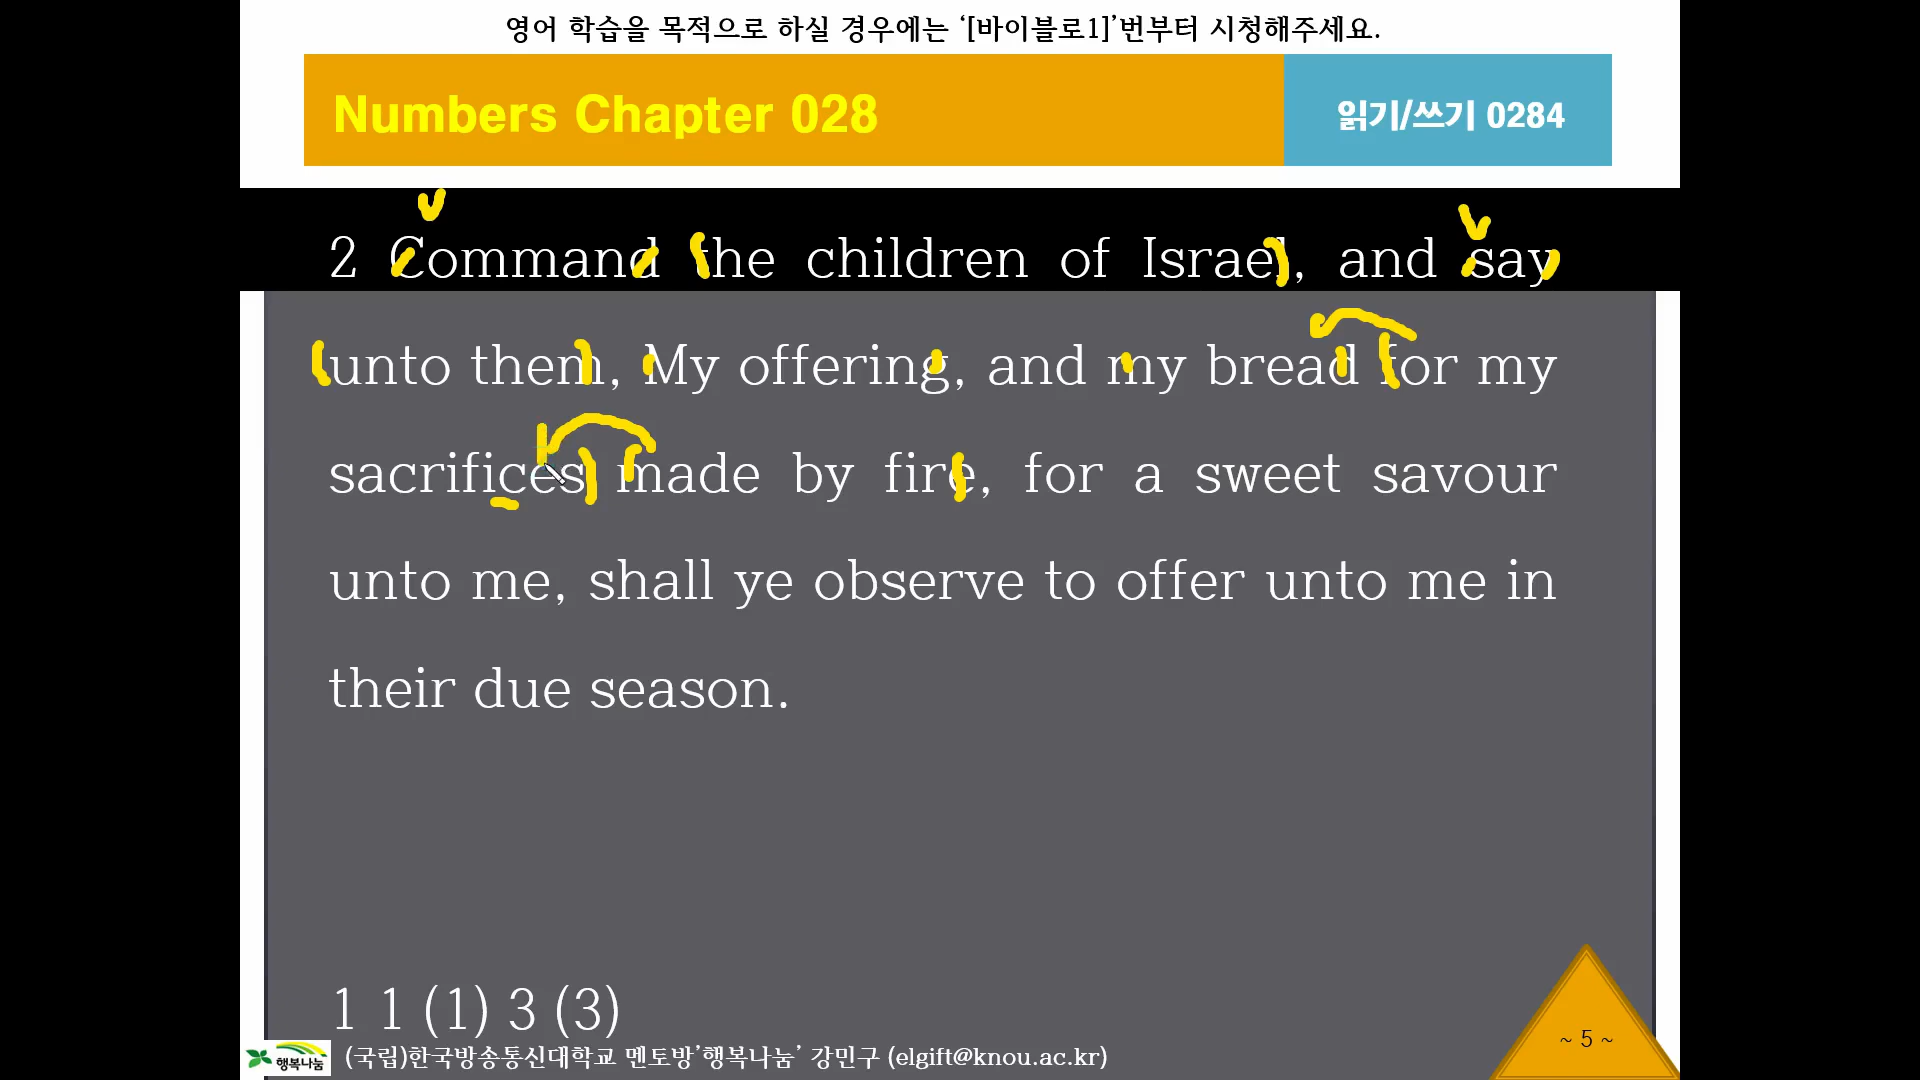 영어 학습을 목적으로 하실 경우에는 ‘[바이블로1]’번부터 시청해주세요.
Numbers Chapter 028
읽기/쓰기 0284
2 Command the children of Israel, and say
unto them, My offering, and my bread for my
sacrifices made by fire, for a sweet savour
unto me, shall ye observe to offer unto me in
their due season.
1 1 (1) 3 (3)
행복나눔
(국립)한국방송통신대학교 멘토방’행복나눔’ 강민구 (elgift@knou.ac.kr)
~ 5 ~